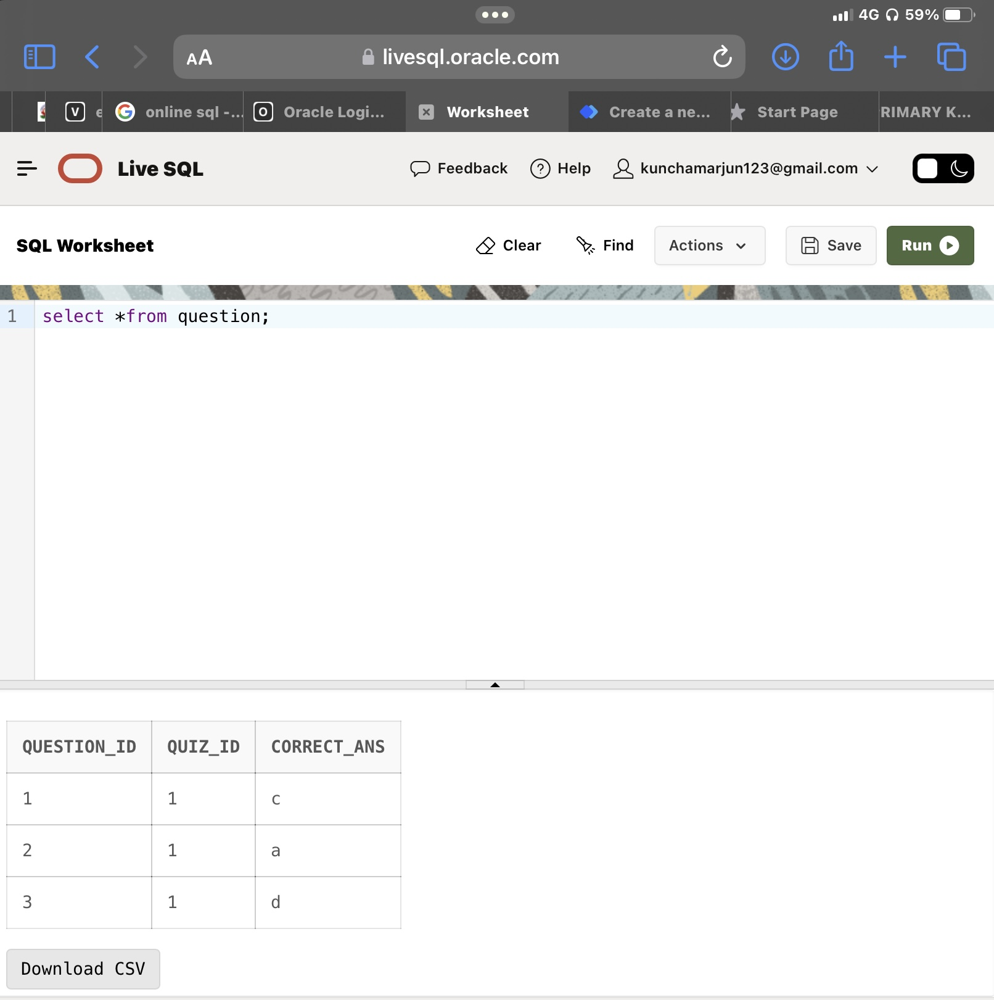 4G 59%
AA livesql.oracle.com
V e online sql -... O Oracle Logi... Worksheet Create a ne... Start Page RIMARY K...
Live SQL Feedback Help kunchamarjun123@gmail.com
SQL Worksheet Clear Find Actions Save Run
1 select *from question;
QUESTION_ID QUIZ_ID CORRECT_ANS
1 1 c
2 1 a
3 1 d
Download CSV